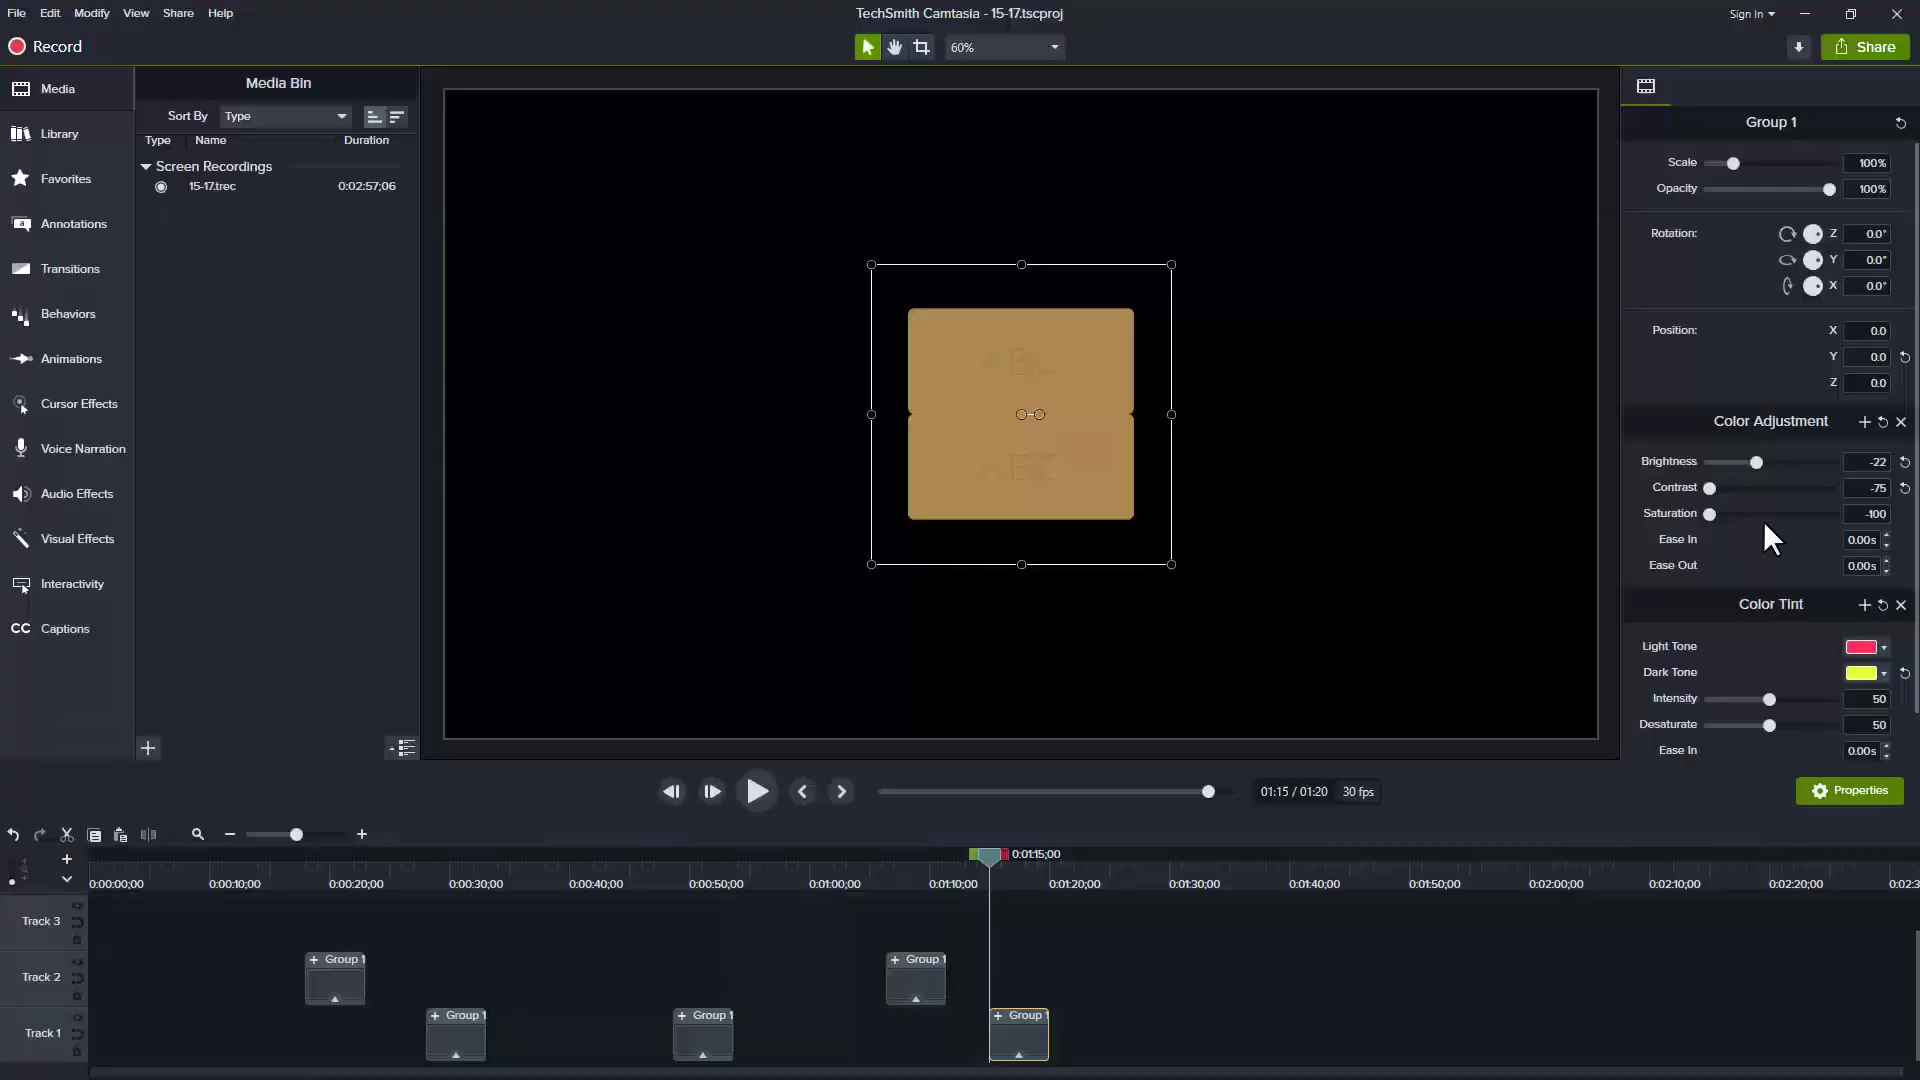 File Edit Modify View Share Help
TechSmith Camtasia - 15-17.tscproj
Sign In
Record
60%
Share
Media
Library
Favorites
Annotations
Transitions
Behaviors
Animations
Cursor Effects
Voice Narration
Audio Effects
Visual Effects
Interactivity
CC Captions
Media Bin
Sort By Type
Type Name Duration
Screen Recordings
15-17.trec 0:02:57;06
Group 1
Scale 100%
Opacity 100%
Rotation: Z 0.0°
Y 0.0°
X 0.0°
Position: X 0.0
Y 0.0
Z 0.0
Color Adjustment
Brightness -22
Contrast -75
Saturation -100
Ease In 0.00s
Ease Out 0.00s
Color Tint
Light Tone
Dark Tone
Intensity 50
Desaturate 50
Ease In 0.00s
01:15 / 01:20 30 fps
Properties
0:01:15;00
0:00:00;00 0:00:10;00 0:00:20;00 0:00:30;00 0:00:40;00 0:00:50;00 0:01:00;00 0:01:10;00 0:01:20;00 0:01:30;00 0:01:40;00 0:01:50;00 0:02:00;00 0:02:10;00 0:02:20;00 0:02:3
Track 3
Track 2
+ Group 1 + Group 1
Track 1
+ Group 1 + Group 1 + Group 1